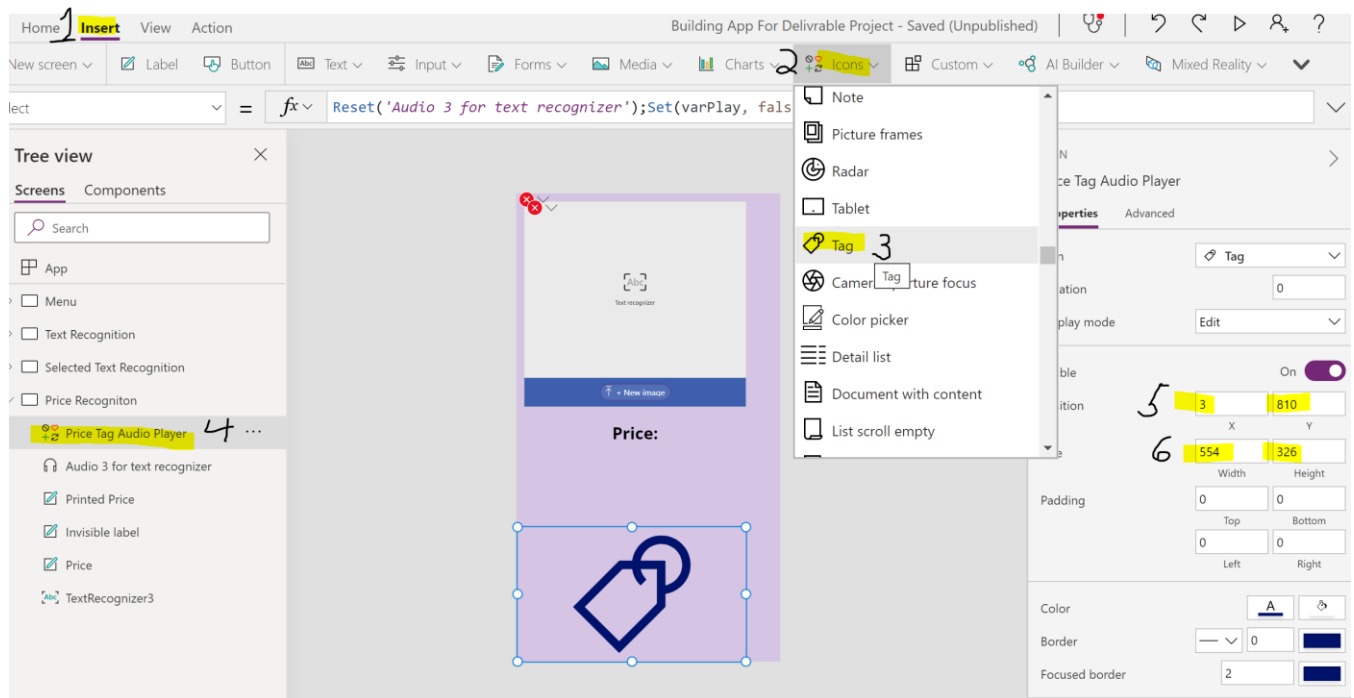 Home 1 Insert View Action Building App For Delivrable Project - Saved (Unpublished)
New screen Label Button Text Input Forms Media Charts 2 Icons Custom AI Builder Mixed Reality
lect = fx Reset('Audio 3 for text recognizer');Set(varPlay, fals
Tree view
Screens Components
Search
App
Menu
Text Recognition
Selected Text Recognition
Price Recogniton
Price Tag Audio Player 4 ...
Audio 3 for text recognizer
Printed Price
Invisible label
Price
TextRecognizer3
Abc
Text recognizer
+ New image
Price:
Note
Picture frames
Radar
Tablet
Tag 3
Tag
Camer rture focus
Color picker
Detail list
Document with content
List scroll empty
N
ce Tag Audio Player
operties Advanced
n Tag
ation 0
play mode Edit
ble On
ition 5 3 810
X Y
e 6 554 326
Width Height
Padding 0 0
Top Bottom
0 0
Left Right
Color A
Border 0
Focused border 2